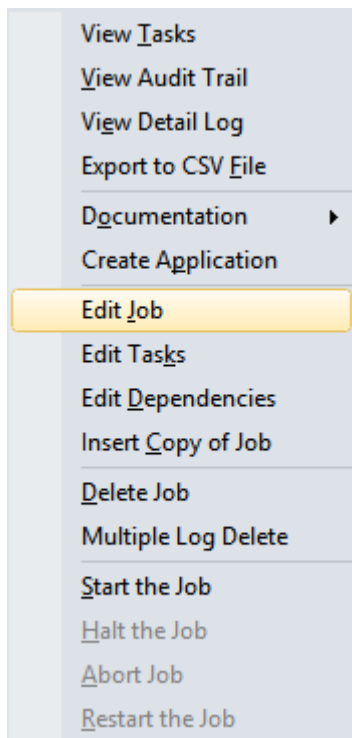 View Tasks
View Audit Trail
View Detail Log
Export to CSV File
Documentation
Create Application
Edit Job
Edit Tasks
Edit Dependencies
Insert Copy of Job
Delete Job
Multiple Log Delete
Start the Job
Halt the Job
Abort Job
Restart the Job